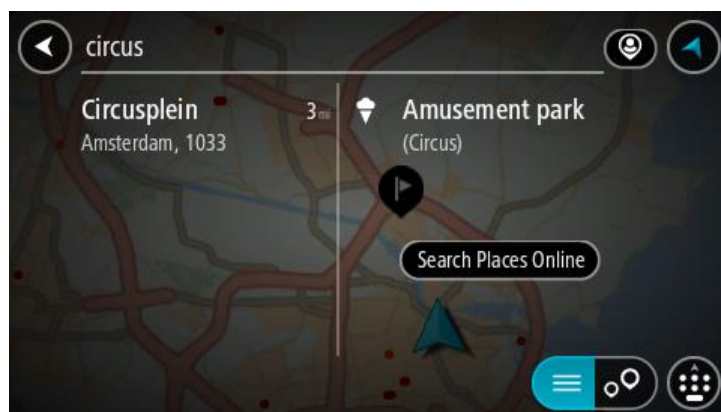 circus
Circusplein 3 mi
Amsterdam, 1033
Amusement park
(Circus)
Search Places Online